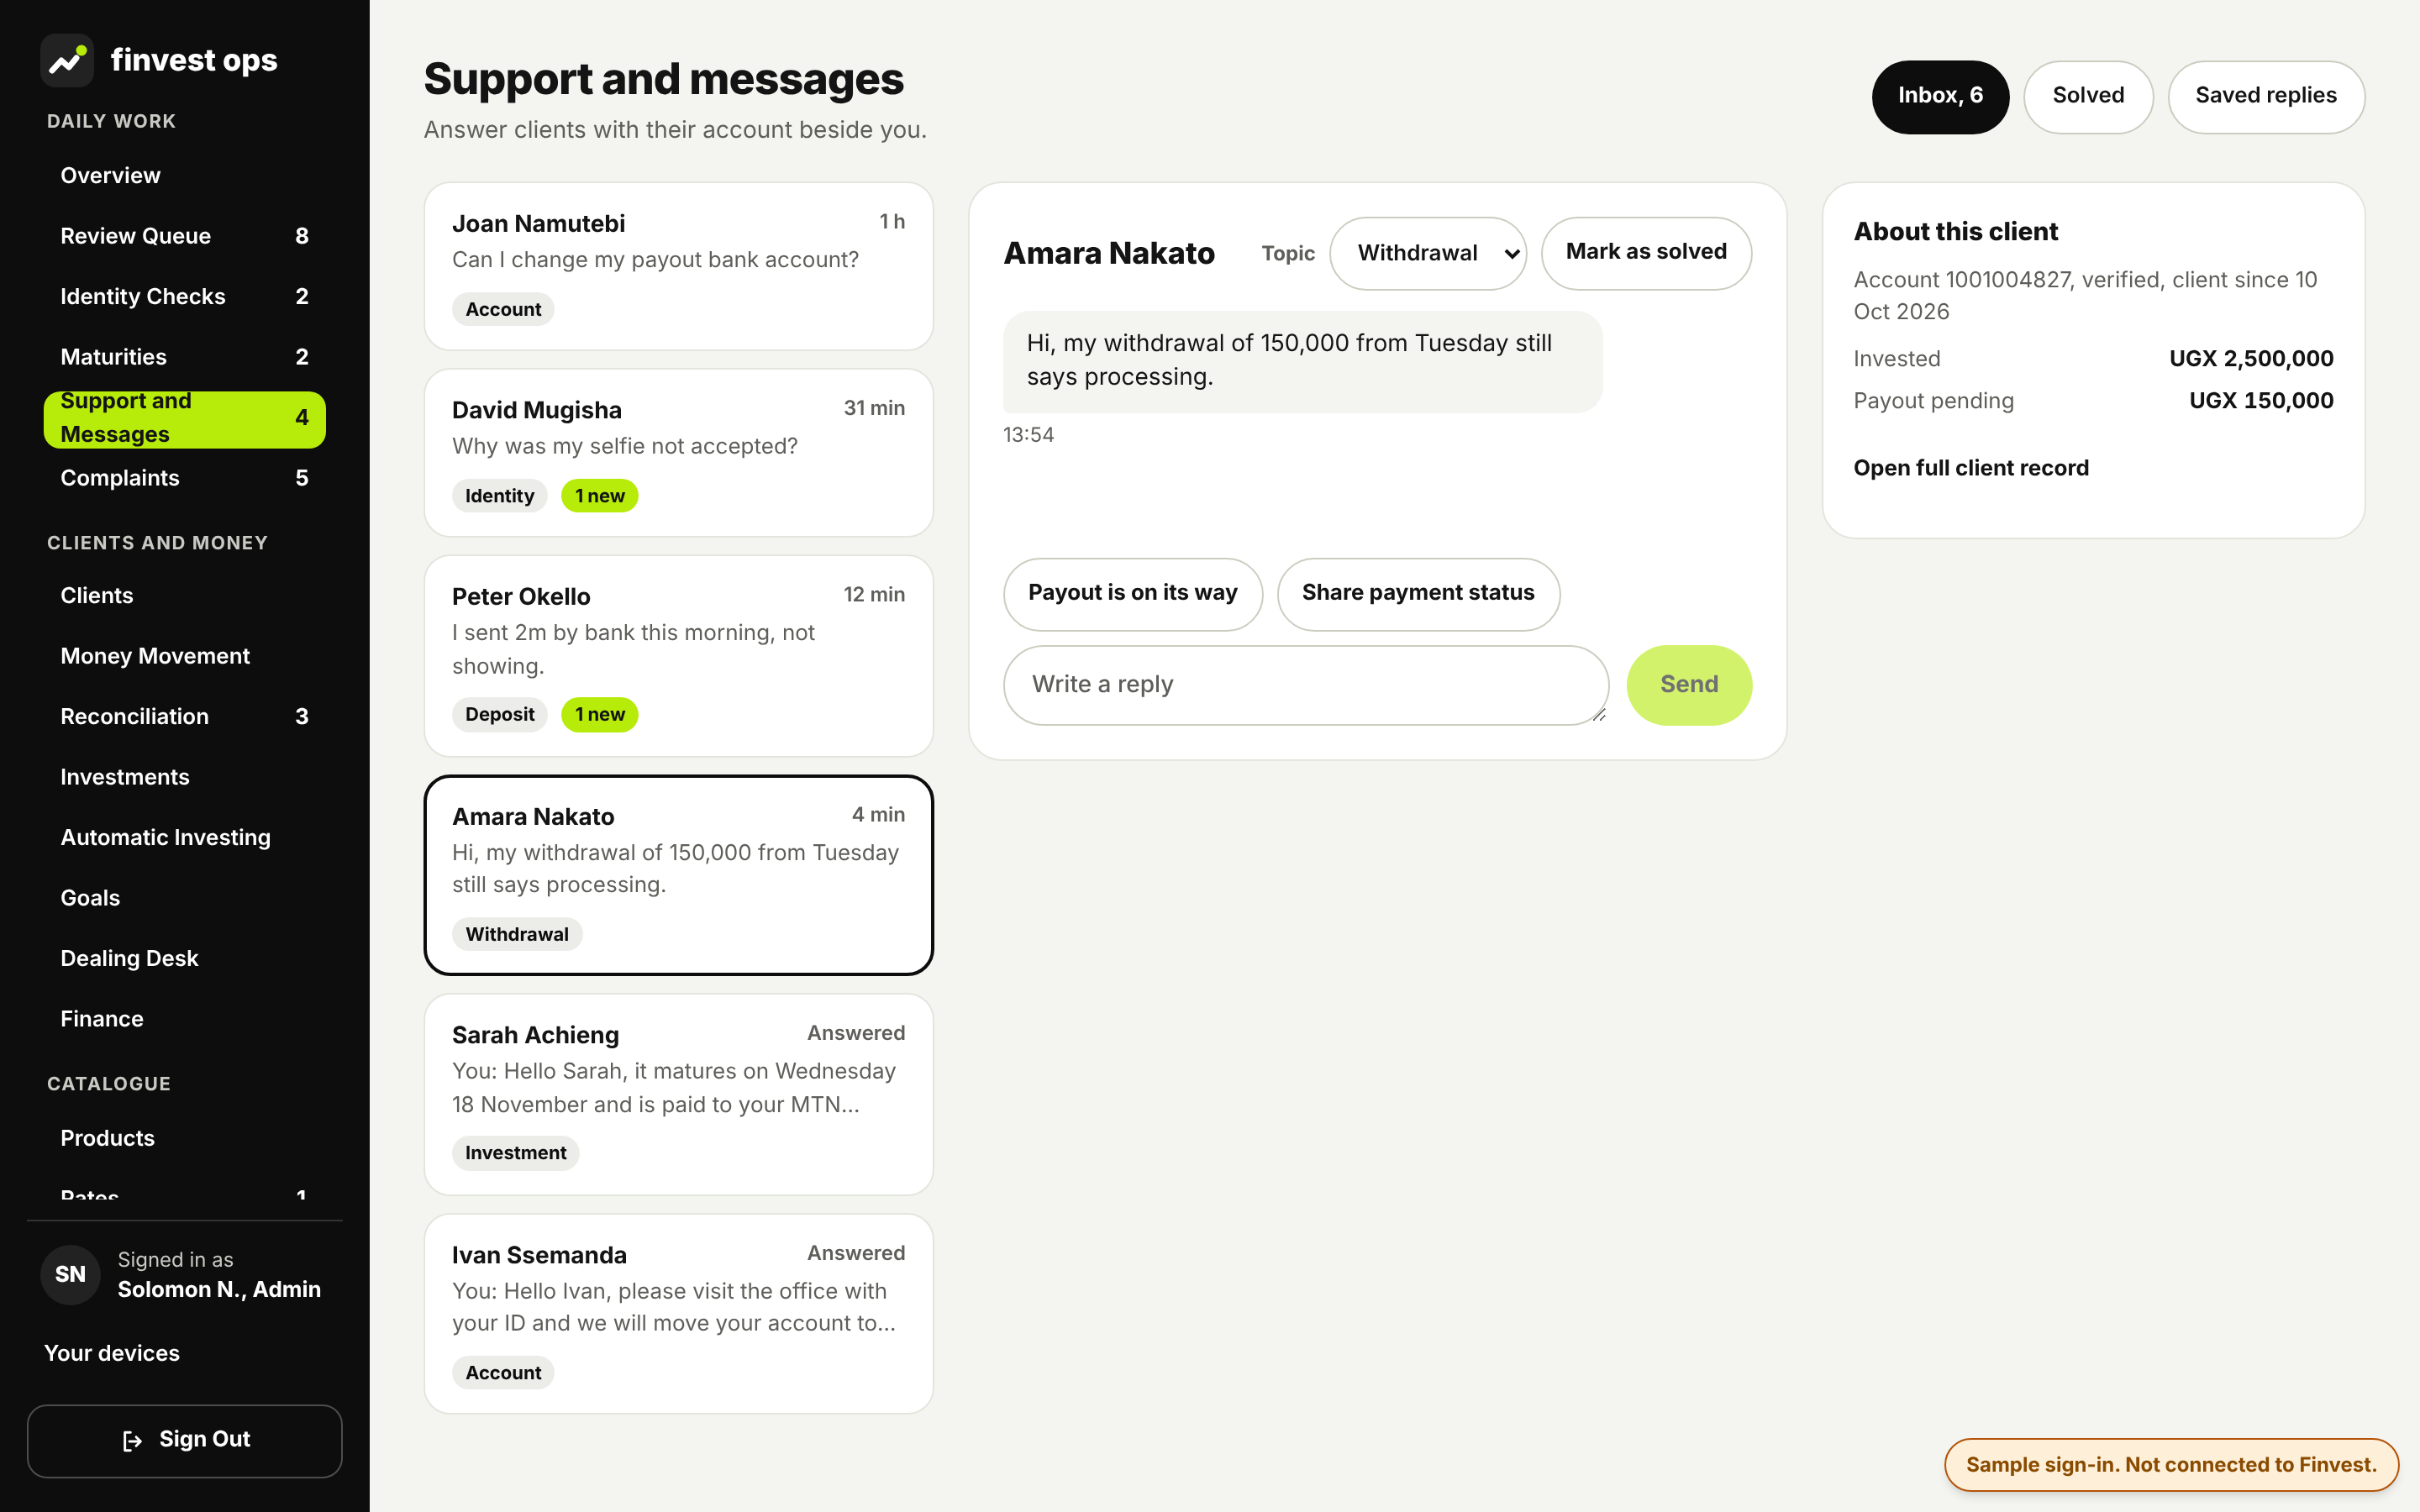 finvest ops
DAILY WORK
Overview
Review Queue 8
Identity Checks 2
Maturities 2
Support and
Messages
4
Complaints 5
CLIENTS AND MONEY
Clients
Money Movement
Reconciliation 3
Investments
Automatic Investing
Goals
Dealing Desk
Finance
CATALOGUE
Products
Rates 1
SN
Signed in as
Solomon N., Admin
Your devices
Sign Out
Support and messages
Answer clients with their account beside you.
Inbox, 6
Solved
Saved replies
Joan Namutebi 1 h
Can I change my payout bank account?
Account
David Mugisha 31 min
Why was my selfie not accepted?
Identity 1 new
Peter Okello 12 min
I sent 2m by bank this morning, not
showing.
Deposit 1 new
Amara Nakato 4 min
Hi, my withdrawal of 150,000 from Tuesday
still says processing.
Withdrawal
Sarah Achieng Answered
You: Hello Sarah, it matures on Wednesday
18 November and is paid to your MTN...
Investment
Ivan Ssemanda Answered
You: Hello Ivan, please visit the office with
your ID and we will move your account to...
Account
Amara Nakato Topic Withdrawal Mark as solved
Hi, my withdrawal of 150,000 from Tuesday still
says processing.
13:54
Payout is on its way Share payment status
Write a reply Send
About this client
Account 1001004827, verified, client since 10
Oct 2026
Invested UGX 2,500,000
Payout pending UGX 150,000
Open full client record
Sample sign-in. Not connected to Finvest.